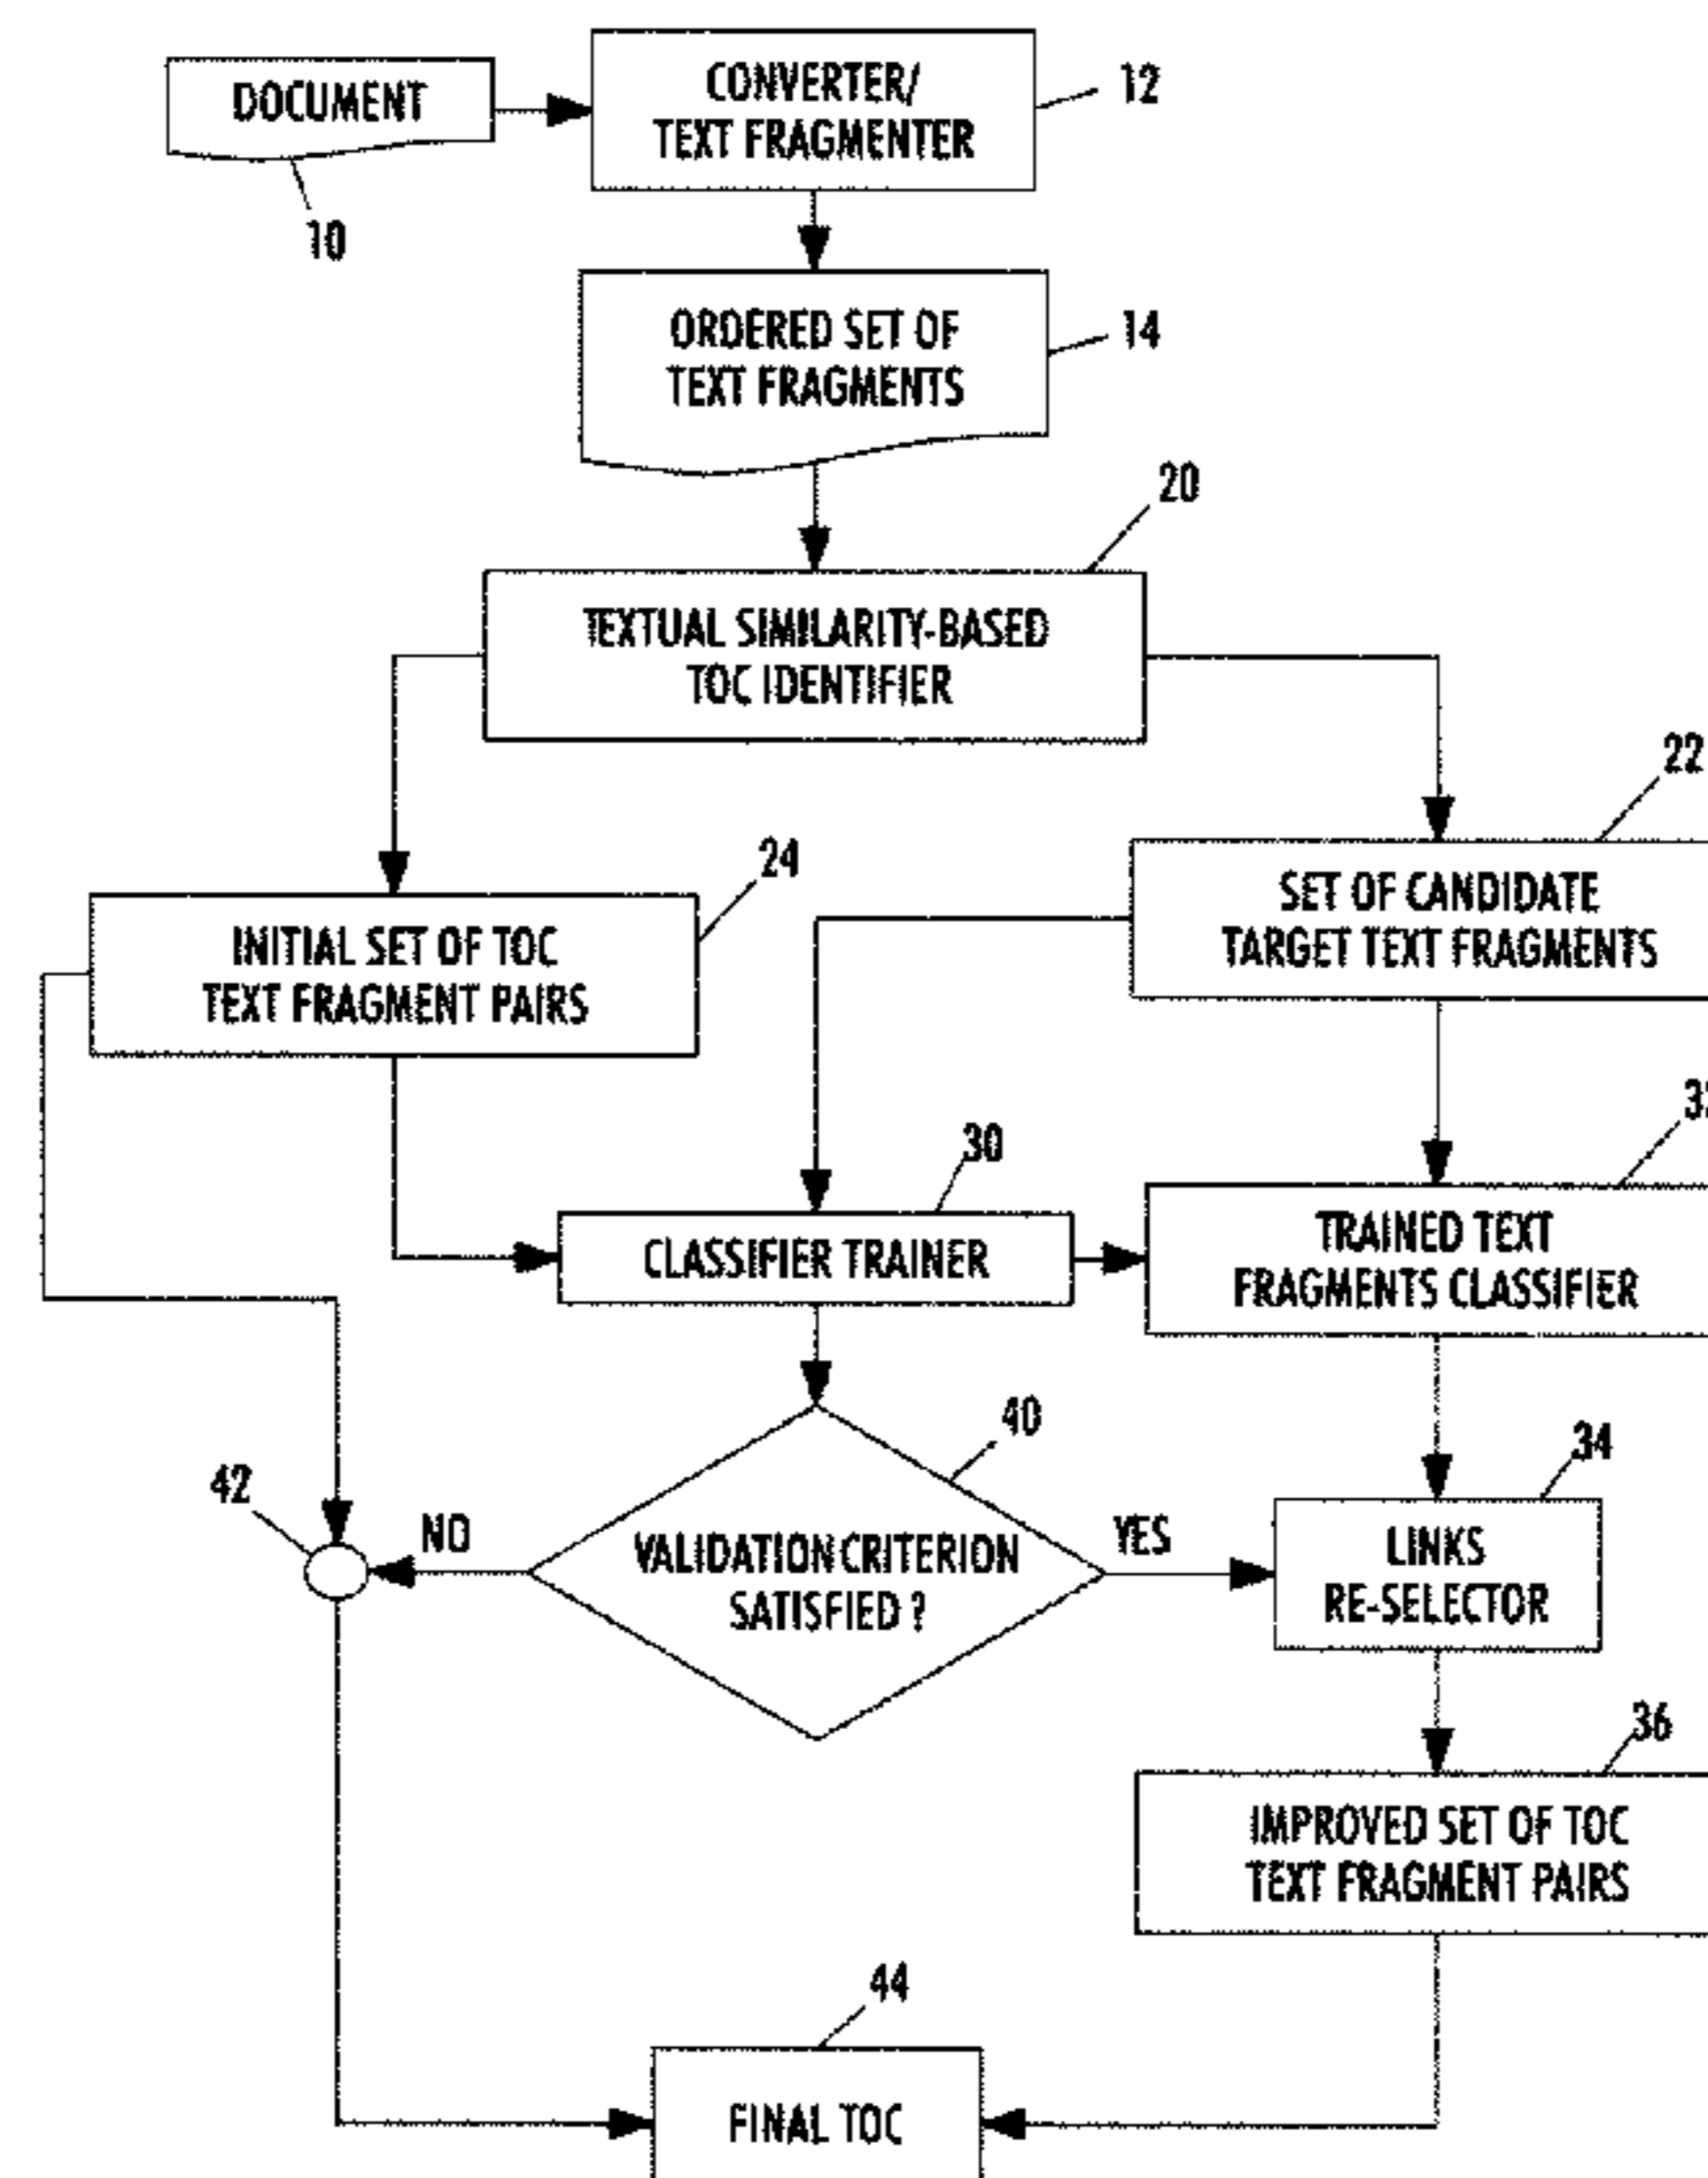 DOCUMENT
10
CONVERTER/
TEXT FRAGMENTER
12
ORDERED SET OF
TEXT FRAGMENTS
14
20
TEXTUAL SIMILARITY-BASED
TOC IDENTIFIER
22
24
SET OF CANDIDATE
TARGET TEXT FRAGMENTS
INITIAL SET OF TOC
TEXT FRAGMENT PAIRS
30
CLASSIFIER TRAINER
TRAINED TEXT
FRAGMENTS CLASSIFIER
40
34
42
NO
VALIDATION CRITERION
SATISFIED ?
YES
LINKS
RE-SELECTOR
36
IMPROVED SET OF TOC
TEXT FRAGMENT PAIRS
44
FINAL TOC